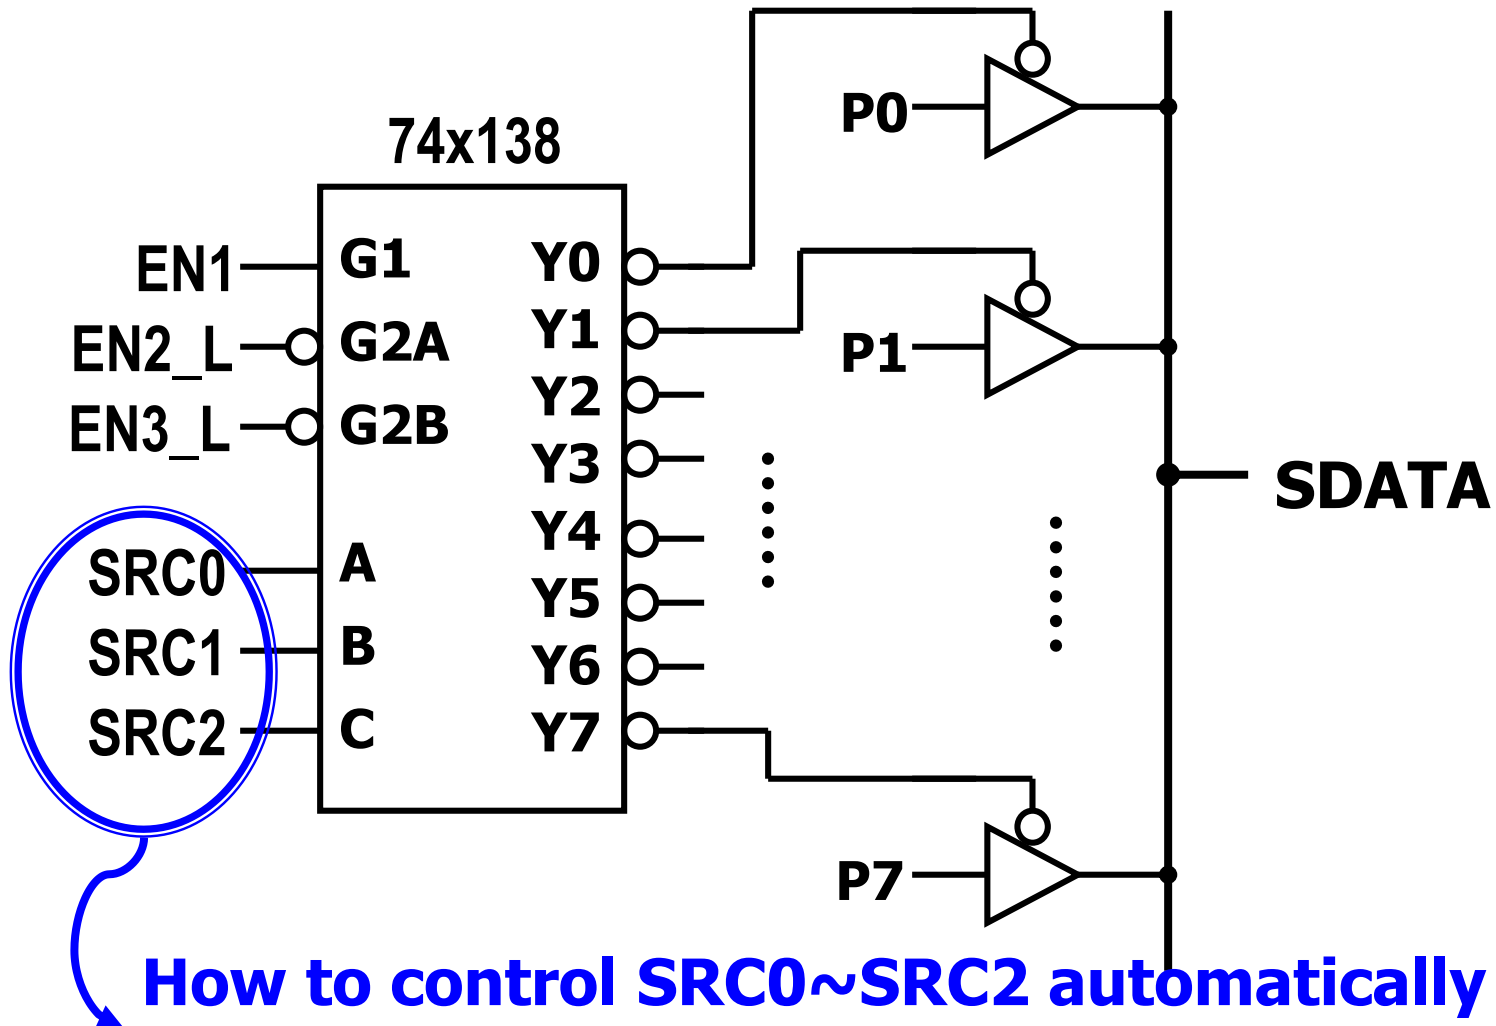 74x138
P0
EN1
G1
Y0
EN2_L
G2A
Y1
P1
EN3_L
G2B
Y2
Y3
SDATA
Y4
SRC0
A
Y5
SRC1
B
Y6
SRC2
C
Y7
P7
How to control SRC0~SRC2 automatically